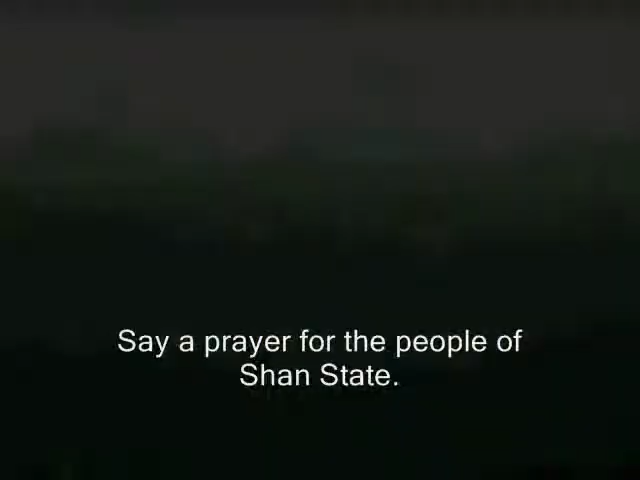 Say a prayer for the people of
Shan State.